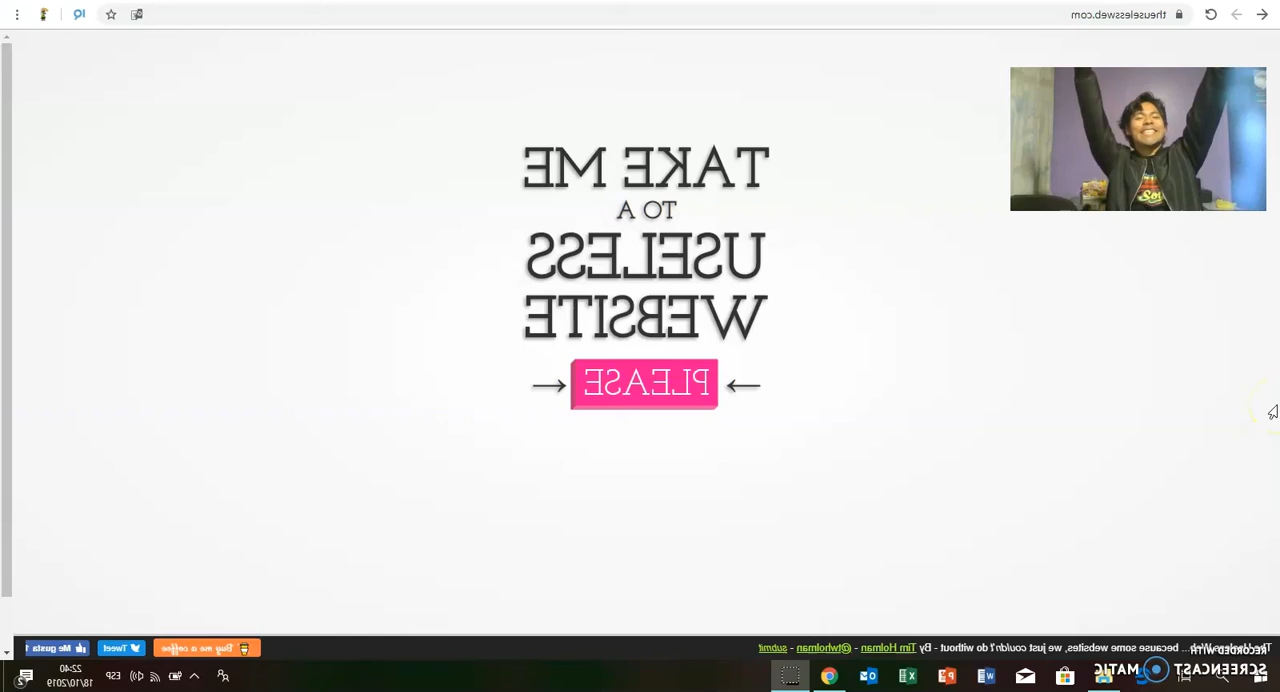 theuselessweb.com
TAKE ME
TO A
USELESS
WEBSITE
PLEASE
The Useless Web... because some websites, we just couldn't do without - By Tim Holman - @twholman - submit
Buy me a coffee
Tweet
Me gusta
RECORDED WITH
SCREENCAST MATIC
ESP
22:40
18/10/2019